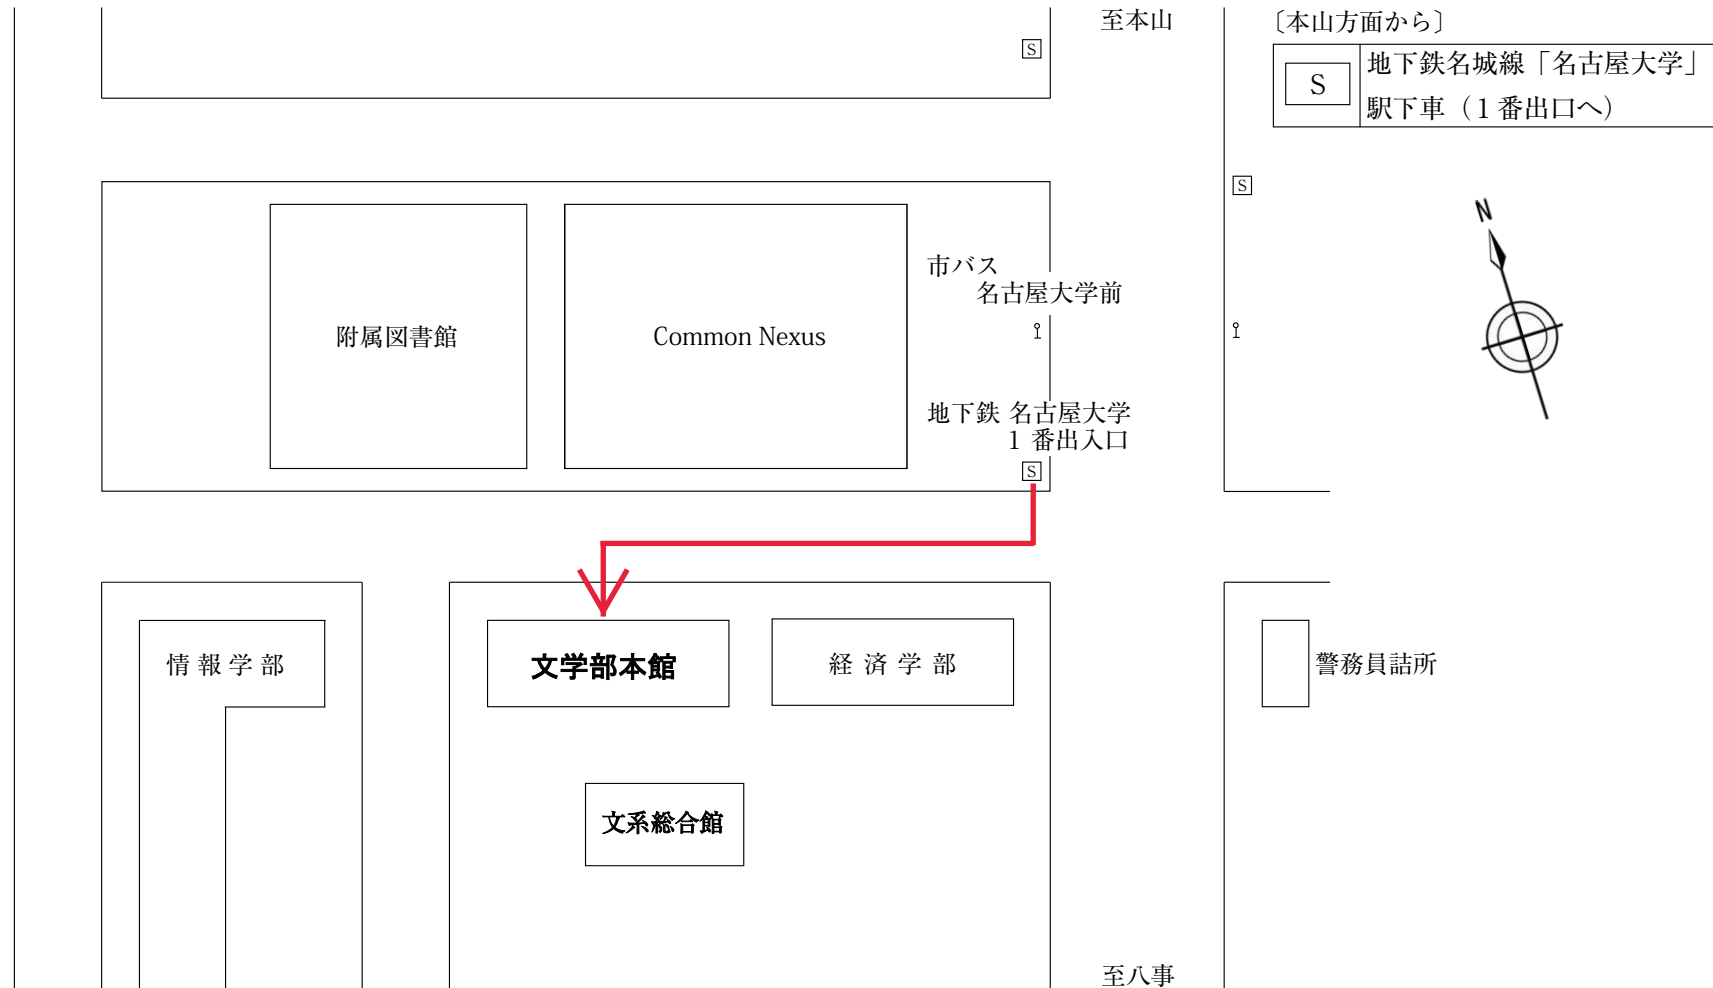 至本山
〔本山方面から〕
S
S
地下鉄名城線「名古屋大学」
駅下車（1番出口へ）
S
N
市バス
名古屋大学前
附属図書館
Common Nexus
地下鉄 名古屋大学
1 番出入口
S
情報学部
文学部本館
経済学部
警務員詰所
文系総合館
至八事